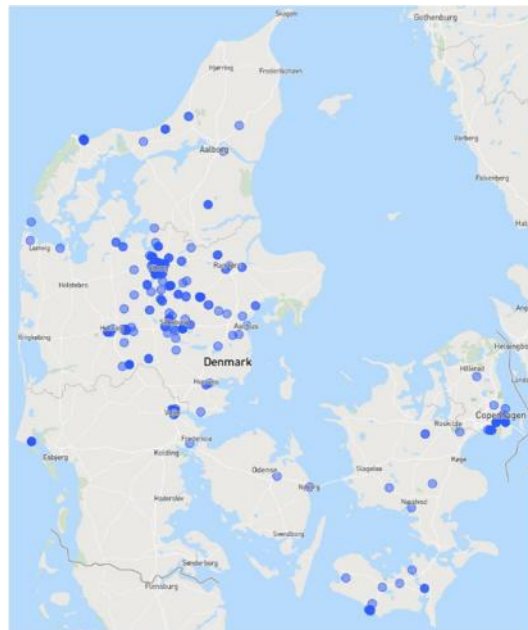 Skagen
Gothenburg
Hjørring
Frederikshavn
Varberg
Aalborg
Falkenberg
Lemvig
Randers
Holstebro
Ringkøbing
Aarhus
Denmark
Helsingborg
Hillerød
Horsens
Copenhagen
Roskilde
Vejle
Esbjerg
Fredericia
Kolding
Køge
Slagelse
Odense
Nyborg
Næstved
Haderslev
Svendborg
Sønderborg
Flensburg